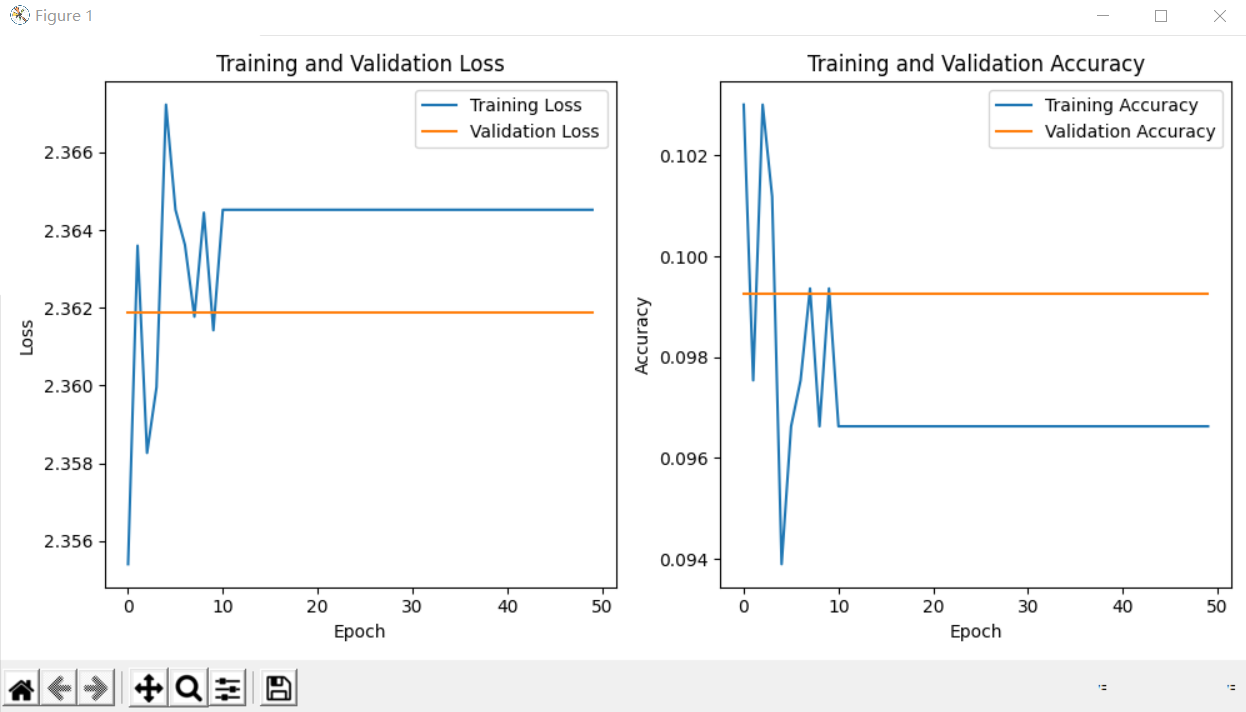 Figure 1
Training and Validation Loss
Training Loss
Validation Loss
2.366
2.364
2.362
2.360
2.358
2.356
Loss
0 10 20 30 40 50
Epoch
Training and Validation Accuracy
Training Accuracy
Validation Accuracy
0.102
0.100
0.098
0.096
0.094
Accuracy
0 10 20 30 40 50
Epoch